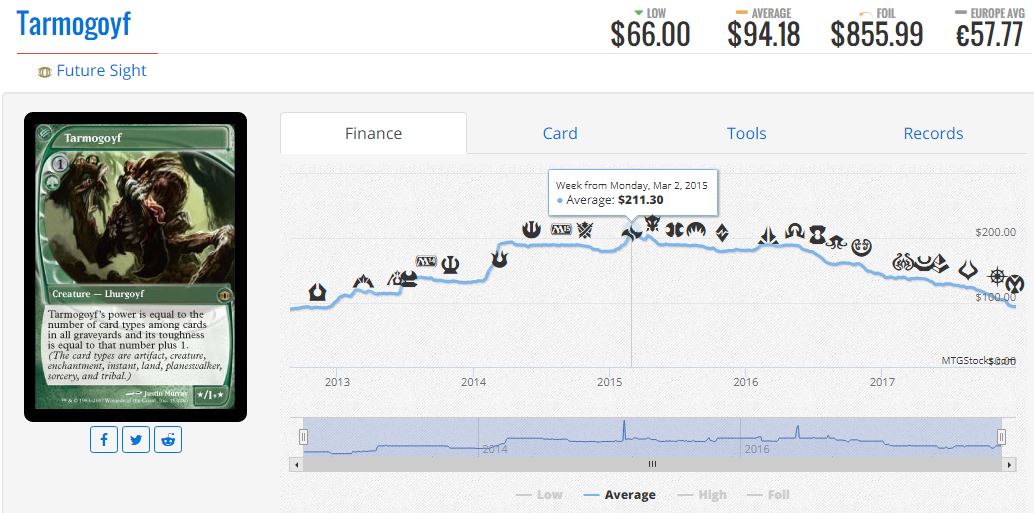 Tarmogoyf
LOW
$66.00
AVERAGE
$94.18
FOIL
$855.99
EUROPE AVG
€57.77
Future Sight
Tarmogoyf
1
Creature — Lhurgoyf
Tarmogoyf's power is equal to the
number of card types among cards
in all graveyards and its toughness
is equal to that number plus 1.
(The card types are artifact, creature,
enchantment, instant, land, planeswalker,
sorcery, and tribal.)
Justin Murray
*/1+*
Finance
Card
Tools
Records
Week from Monday, Mar 2, 2015
Average: $211.30
M15
M14
$200.00
$100.00
$0.00
MTGStocks.com
2013
2014
2015
2016
2017
2014
2016
Low
Average
High
Foil